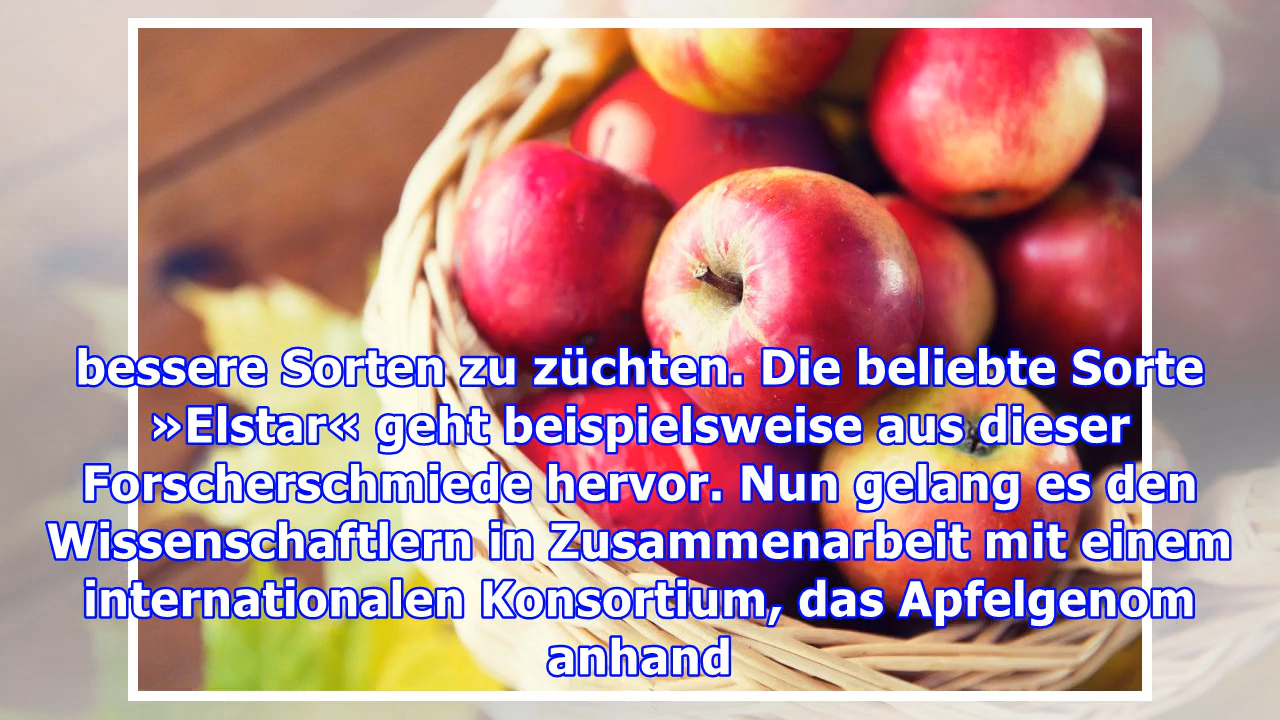 bessere Sorten zu züchten. Die beliebte Sorte
»Elstar« geht beispielsweise aus dieser
Forscherschmiede hervor. Nun gelang es den
Wissenschaftlern in Zusammenarbeit mit einem
internationalen Konsortium, das Apfelgenom
anhand